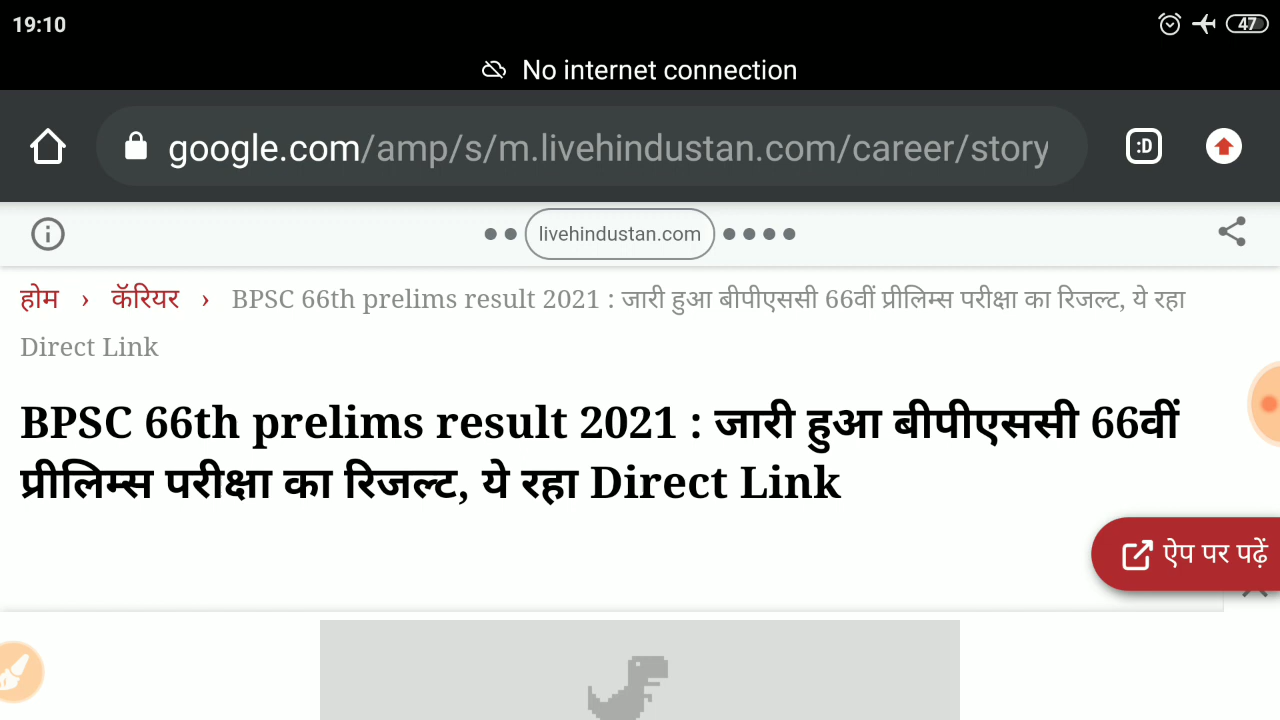 19:10
47
No internet connection
google.com/amp/s/m.livehindustan.com/career/story
:D
livehindustan.com
होम › कॅरियर › BPSC 66th prelims result 2021 : जारी हुआ बीपीएससी 66वीं प्रीलिम्स परीक्षा का रिजल्ट, ये रहा
Direct Link
BPSC 66th prelims result 2021 : जारी हुआ बीपीएससी 66वीं
प्रीलिम्स परीक्षा का रिजल्ट, ये रहा Direct Link
ऐप पर पढ़ें